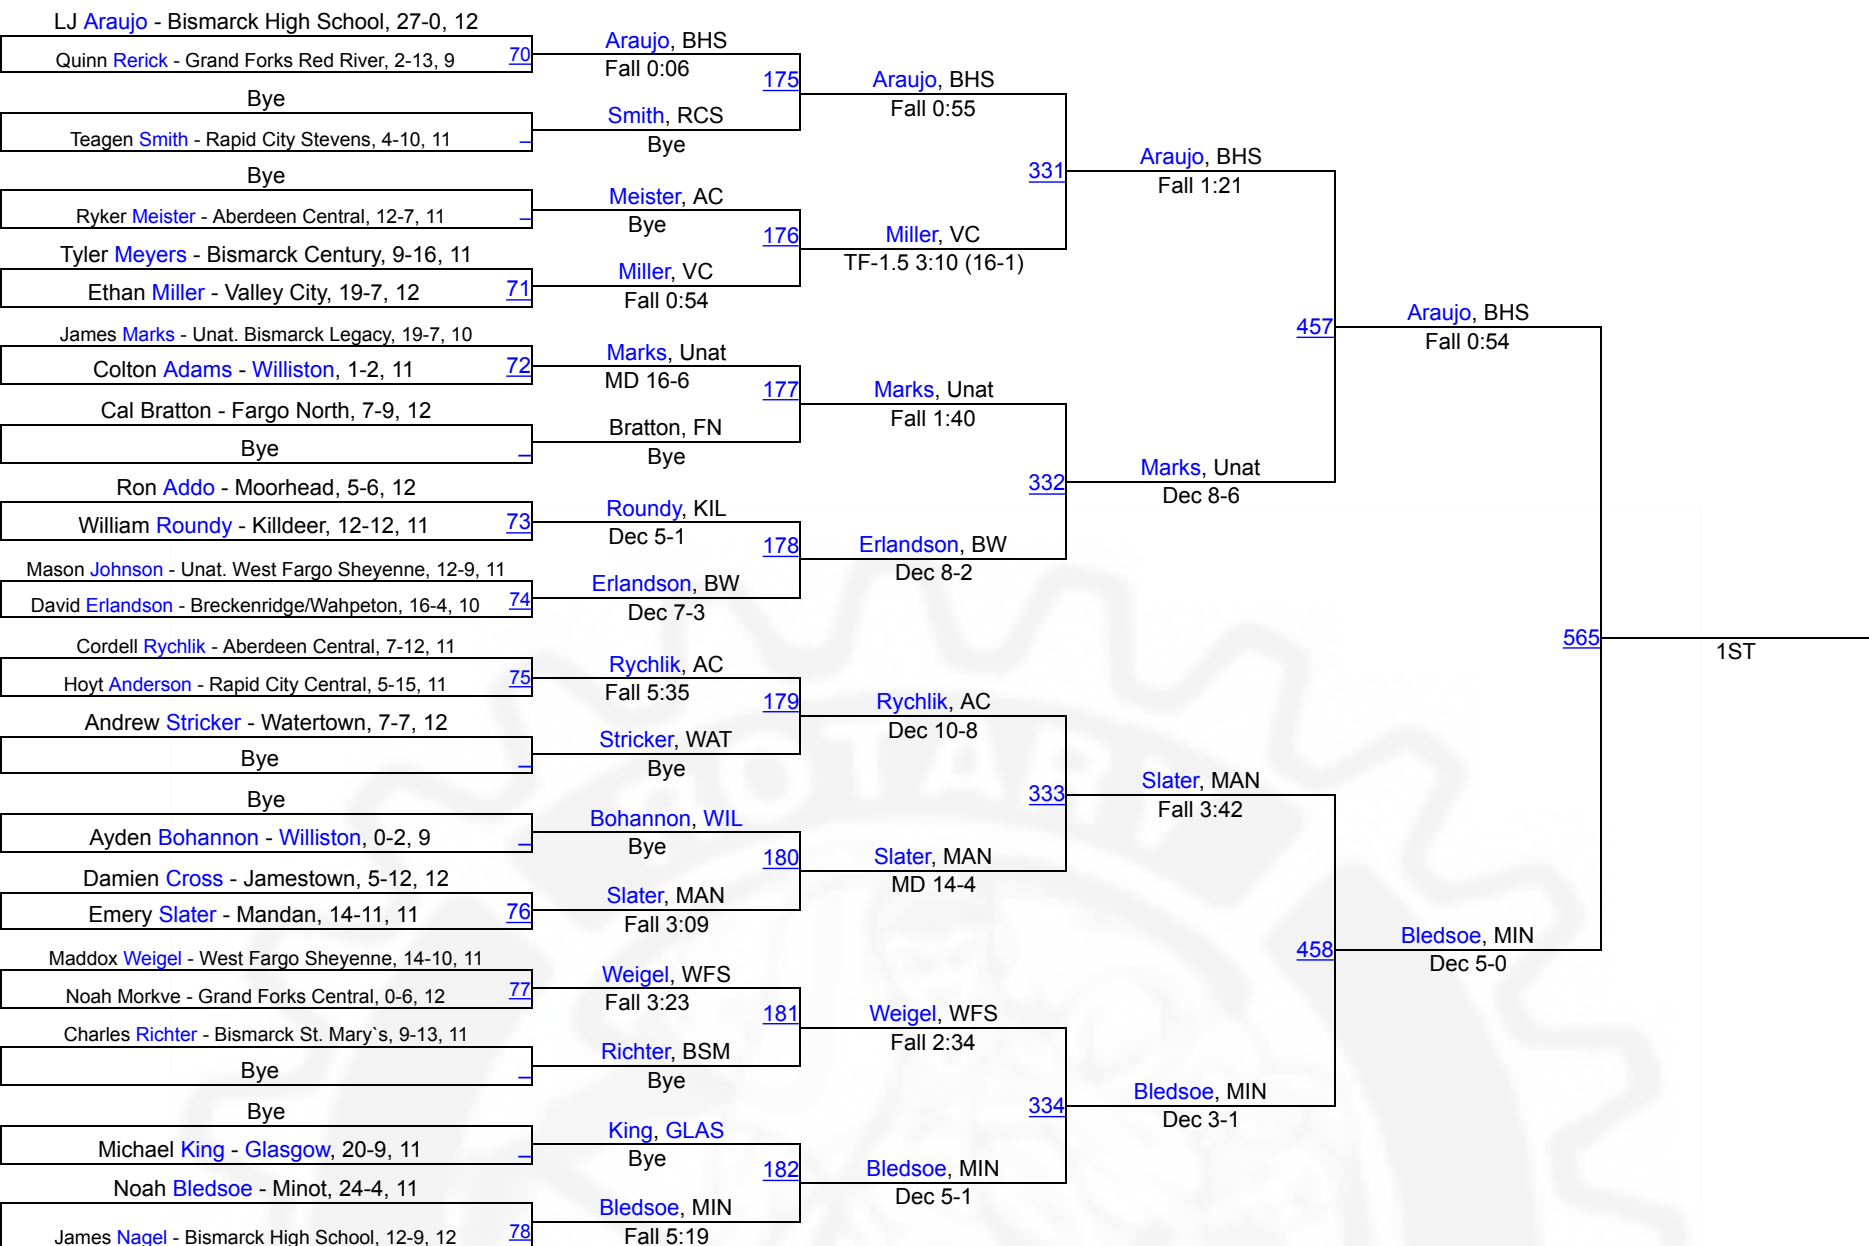 LJ Araujo - Bismarck High School, 27-0, 12
Quinn Rerick - Grand Forks Red River, 2-13, 9
70
Bye
Teagen Smith - Rapid City Stevens, 4-10, 11
_
Bye
Ryker Meister - Aberdeen Central, 12-7, 11
_
Tyler Meyers - Bismarck Century, 9-16, 11
Ethan Miller - Valley City, 19-7, 12
71
James Marks - Unat. Bismarck Legacy, 19-7, 10
Colton Adams - Williston, 1-2, 11
72
Cal Bratton - Fargo North, 7-9, 12
Bye
_
Ron Addo - Moorhead, 5-6, 12
William Roundy - Killdeer, 12-12, 11
73
Mason Johnson - Unat. West Fargo Sheyenne, 12-9, 11
David Erlandson - Breckenridge/Wahpeton, 16-4, 10
74
Cordell Rychlik - Aberdeen Central, 7-12, 11
Hoyt Anderson - Rapid City Central, 5-15, 11
75
Andrew Stricker - Watertown, 7-7, 12
Bye
_
Bye
Ayden Bohannon - Williston, 0-2, 9
_
Damien Cross - Jamestown, 5-12, 12
Emery Slater - Mandan, 14-11, 11
76
Maddox Weigel - West Fargo Sheyenne, 14-10, 11
Noah Morkve - Grand Forks Central, 0-6, 12
77
Charles Richter - Bismarck St. Mary`s, 9-13, 11
Bye
_
Bye
Michael King - Glasgow, 20-9, 11
_
Noah Bledsoe - Minot, 24-4, 11
James Nagel - Bismarck High School, 12-9, 12
78
Araujo, BHS
Fall 0:06
175
Smith, RCS
Bye
Meister, AC
Bye
176
Miller, VC
Fall 0:54
Marks, Unat
MD 16-6
177
Bratton, FN
Bye
Roundy, KIL
Dec 5-1
178
Erlandson, BW
Dec 7-3
Rychlik, AC
Fall 5:35
179
Stricker, WAT
Bye
Bohannon, WIL
Bye
180
Slater, MAN
Fall 3:09
Weigel, WFS
Fall 3:23
181
Richter, BSM
Bye
King, GLAS
Bye
182
Bledsoe, MIN
Fall 5:19
Araujo, BHS
Fall 0:55
331
Miller, VC
TF-1.5 3:10 (16-1)
Marks, Unat
Fall 1:40
332
Erlandson, BW
Dec 8-2
Rychlik, AC
Dec 10-8
333
Slater, MAN
MD 14-4
Weigel, WFS
Fall 2:34
334
Bledsoe, MIN
Dec 5-1
Araujo, BHS
Fall 1:21
457
Marks, Unat
Dec 8-6
Slater, MAN
Fall 3:42
458
Bledsoe, MIN
Dec 3-1
Araujo, BHS
Fall 0:54
565
Bledsoe, MIN
Dec 5-0
1ST
ROTARY